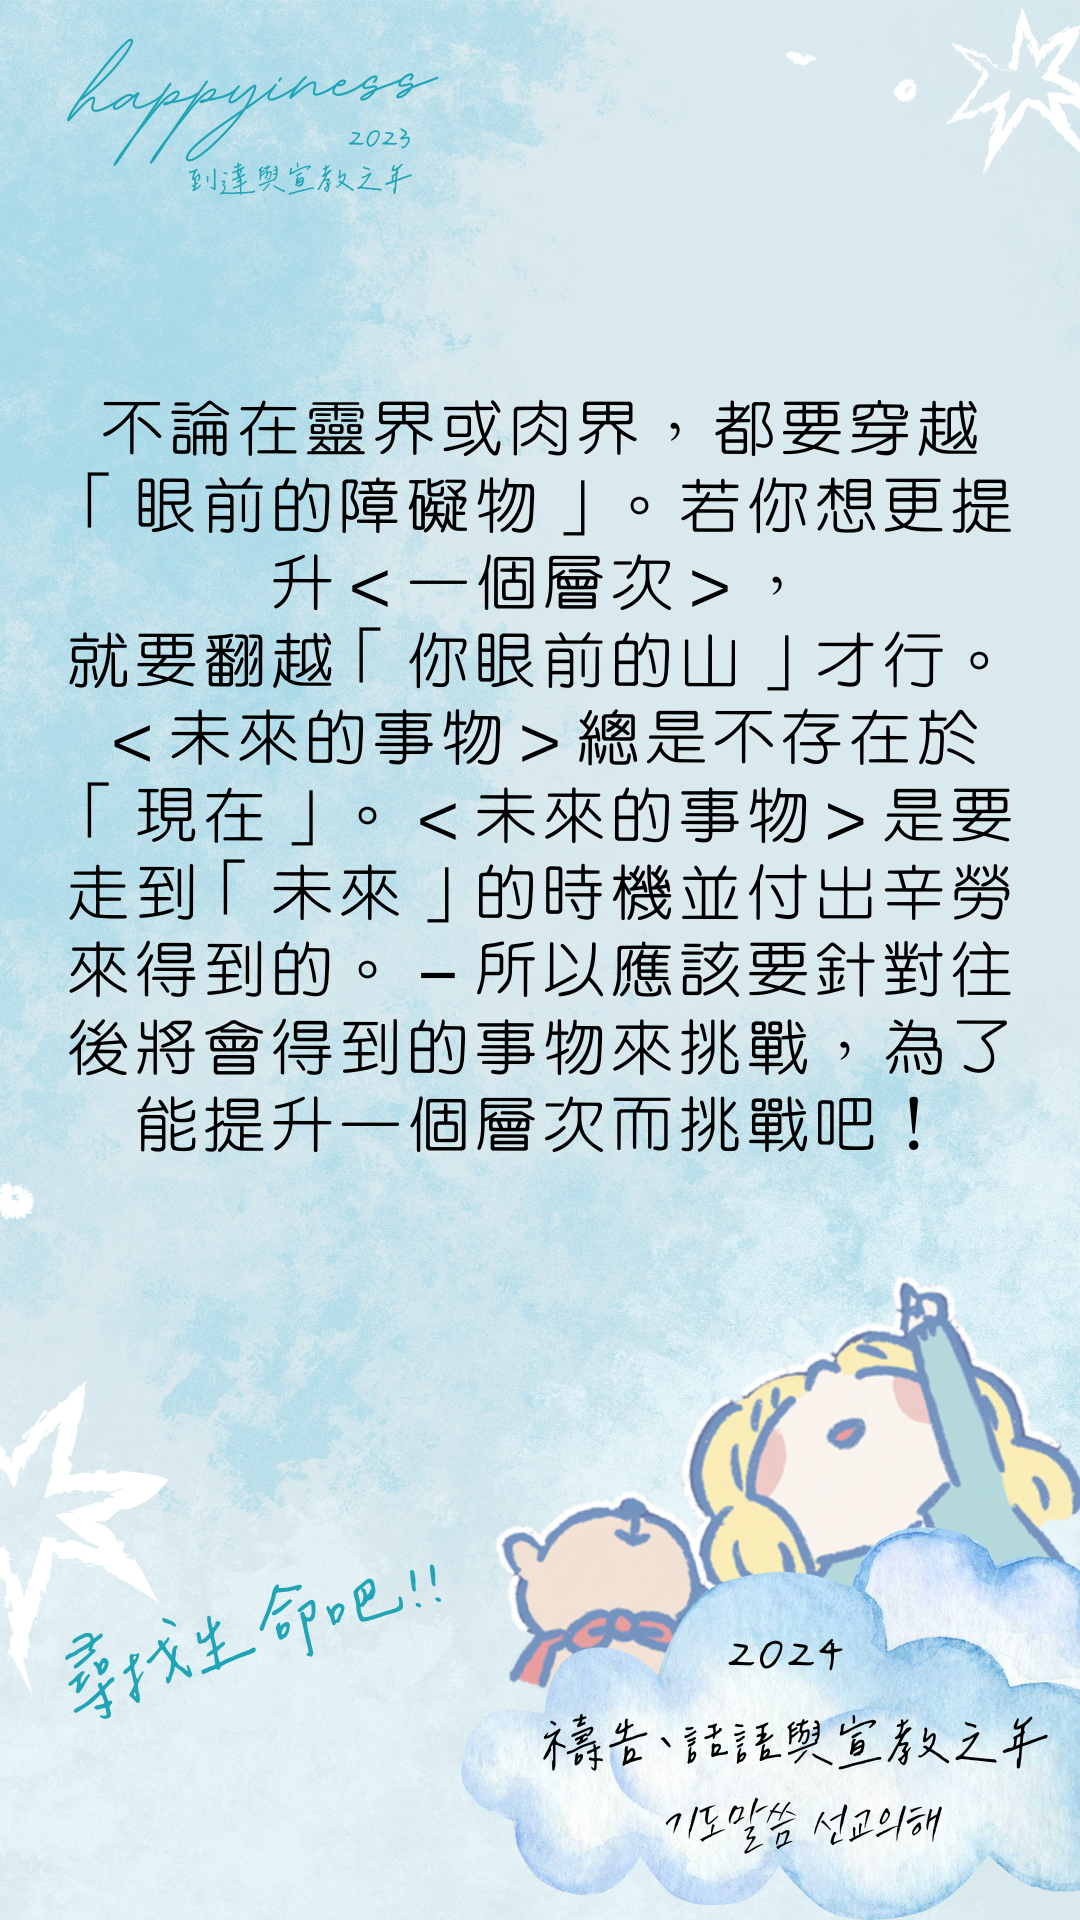 happyiness
2023
到達與宣教之年
不論在靈界或肉界，都要穿越
「眼前的障礙物」。若你想更提
升＜一個層次＞，
就要翻越「你眼前的山」才行。
＜未來的事物＞總是不存在於
「現在」。＜未來的事物＞是要
走到「未來」的時機並付出辛勞
來得到的。–所以應該要針對往
後將會得到的事物來挑戰，為了
能提升一個層次而挑戰吧！
尋找生命吧!!
2024
禱告、話語與宣教之年
기도말씀 선교의해